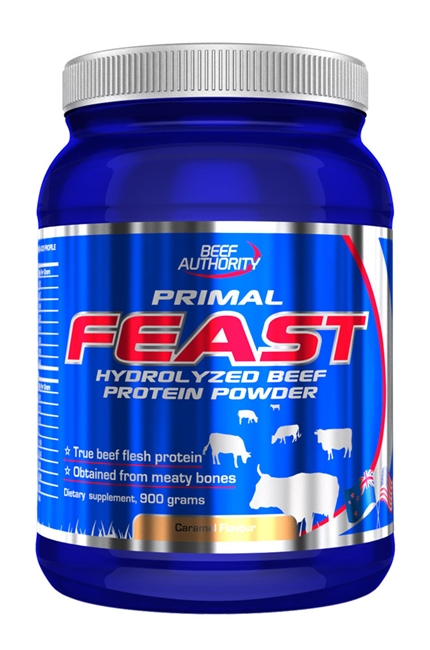 BEEF
AUTHORITY
PRIMAL
FEAST
HYDROLYZED BEEF
PROTEIN POWDER
☆ True beef flesh protein
☆ Obtained from meaty bones
Dietary supplement, 900 grams
Caramel Flavour
PROFILE